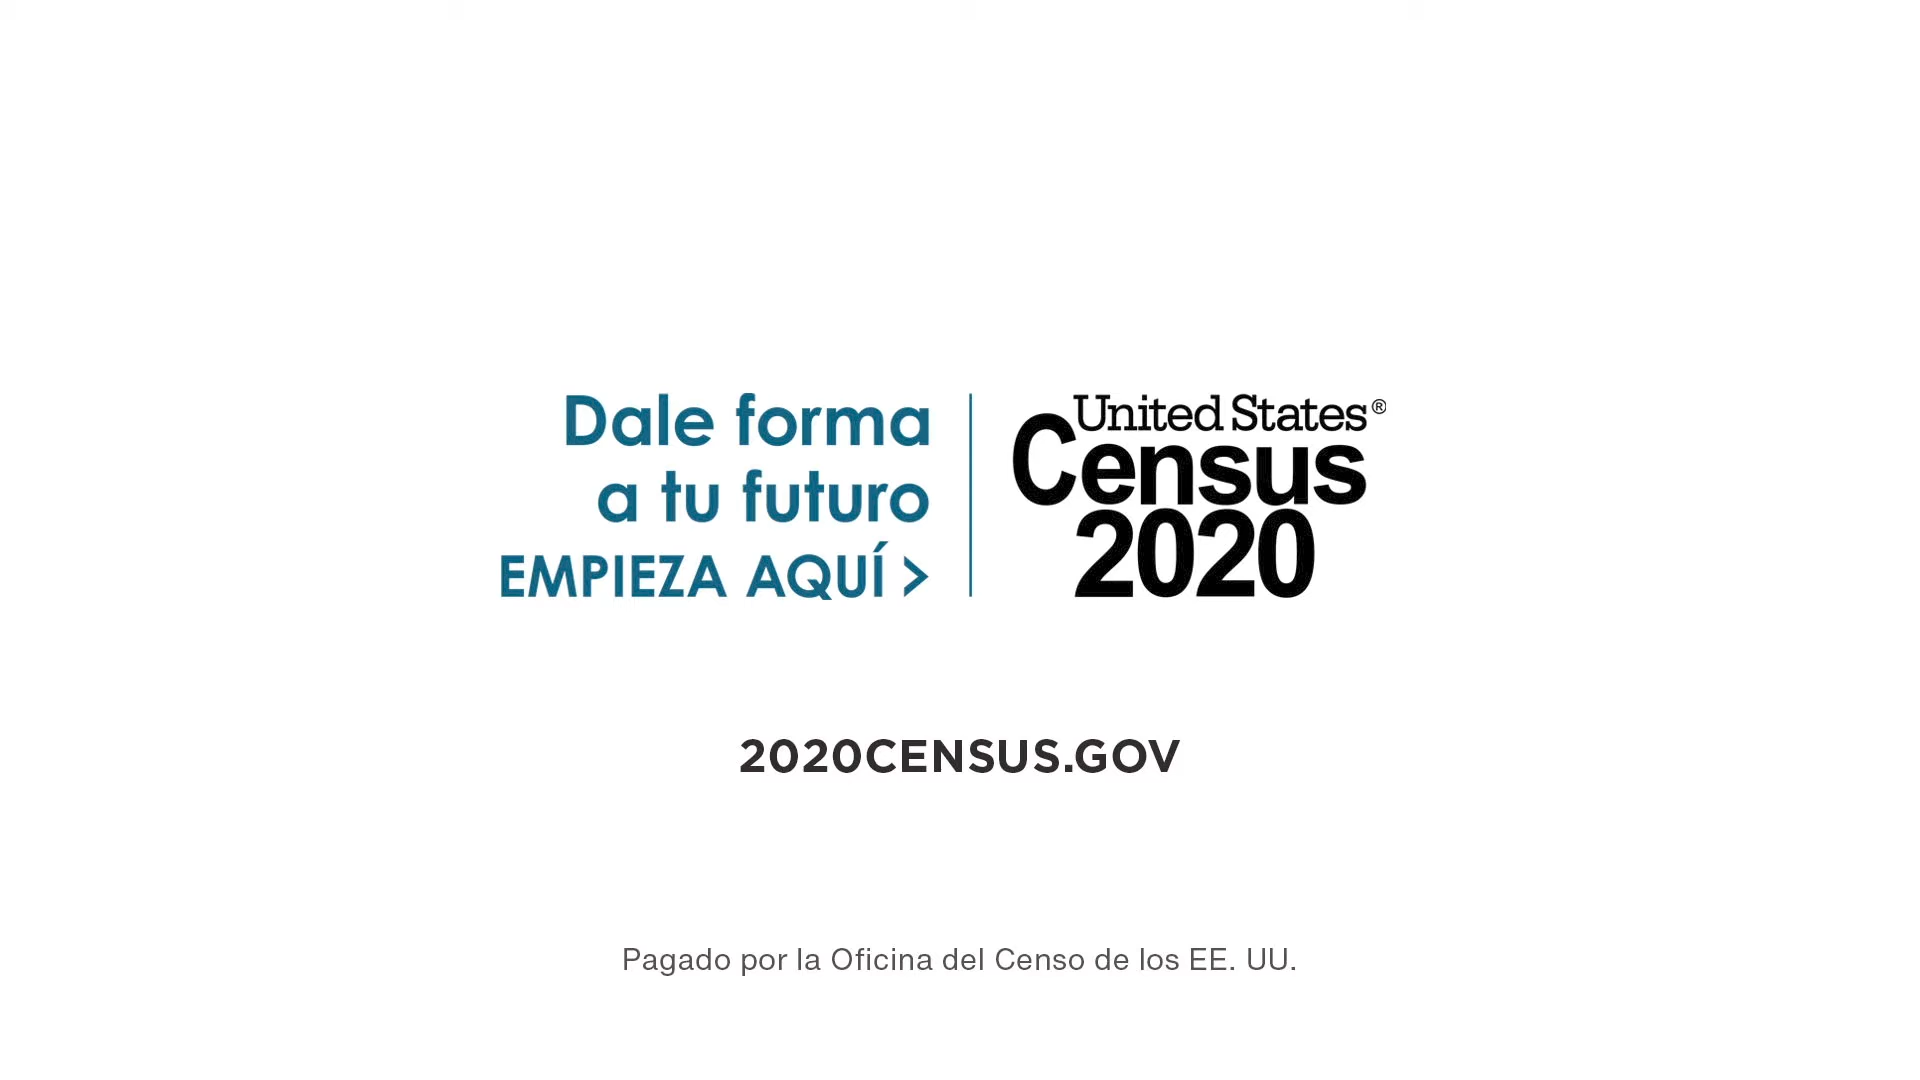 Dale forma
a tu futuro
EMPIEZA AQUÍ >
United States®
Census
2020
2020CENSUS.GOV
Pagado por la Oficina del Censo de los EE. UU.